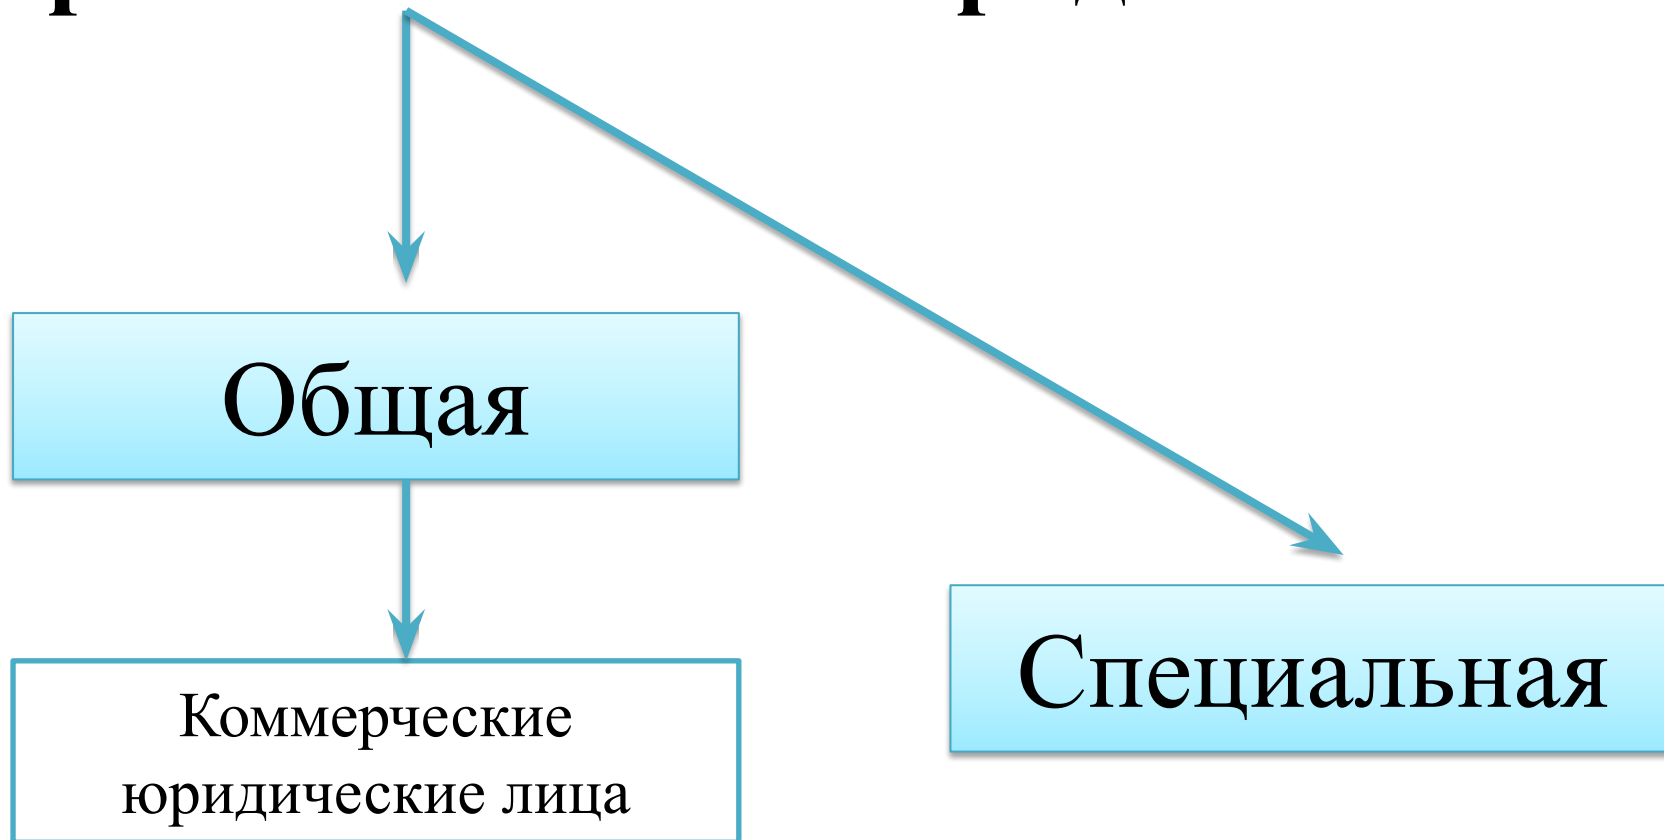 Общая
Специальная
Коммерческие
юридические лица